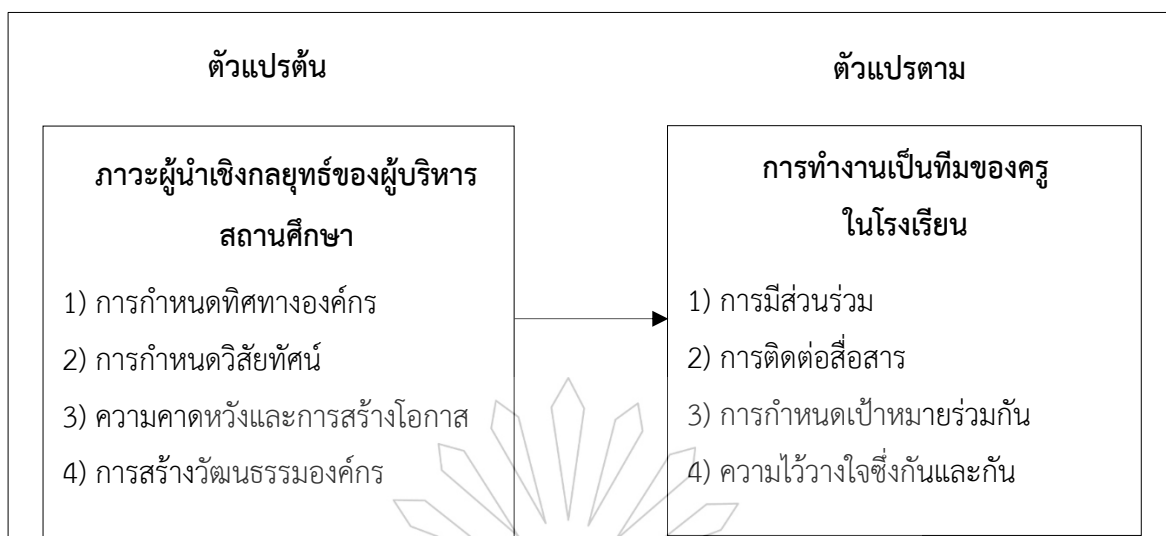 ตัวแปรต้น
ภาวะผู้นำเชิงกลยุทธ์ของผู้บริหาร
สถานศึกษา
1) การกำหนดทิศทางองค์กร
2) การกำหนดวิสัยทัศน์
3) ความคาดหวังและการสร้างโอกาส
4) การสร้างวัฒนธรรมองค์กร
ตัวแปรตาม
การทำงานเป็นทีมของครู
ในโรงเรียน
1) การมีส่วนร่วม
2) การติดต่อสื่อสาร
3) การกำหนดเป้าหมายร่วมกัน
4) ความไว้วางใจซึ่งกันและกัน